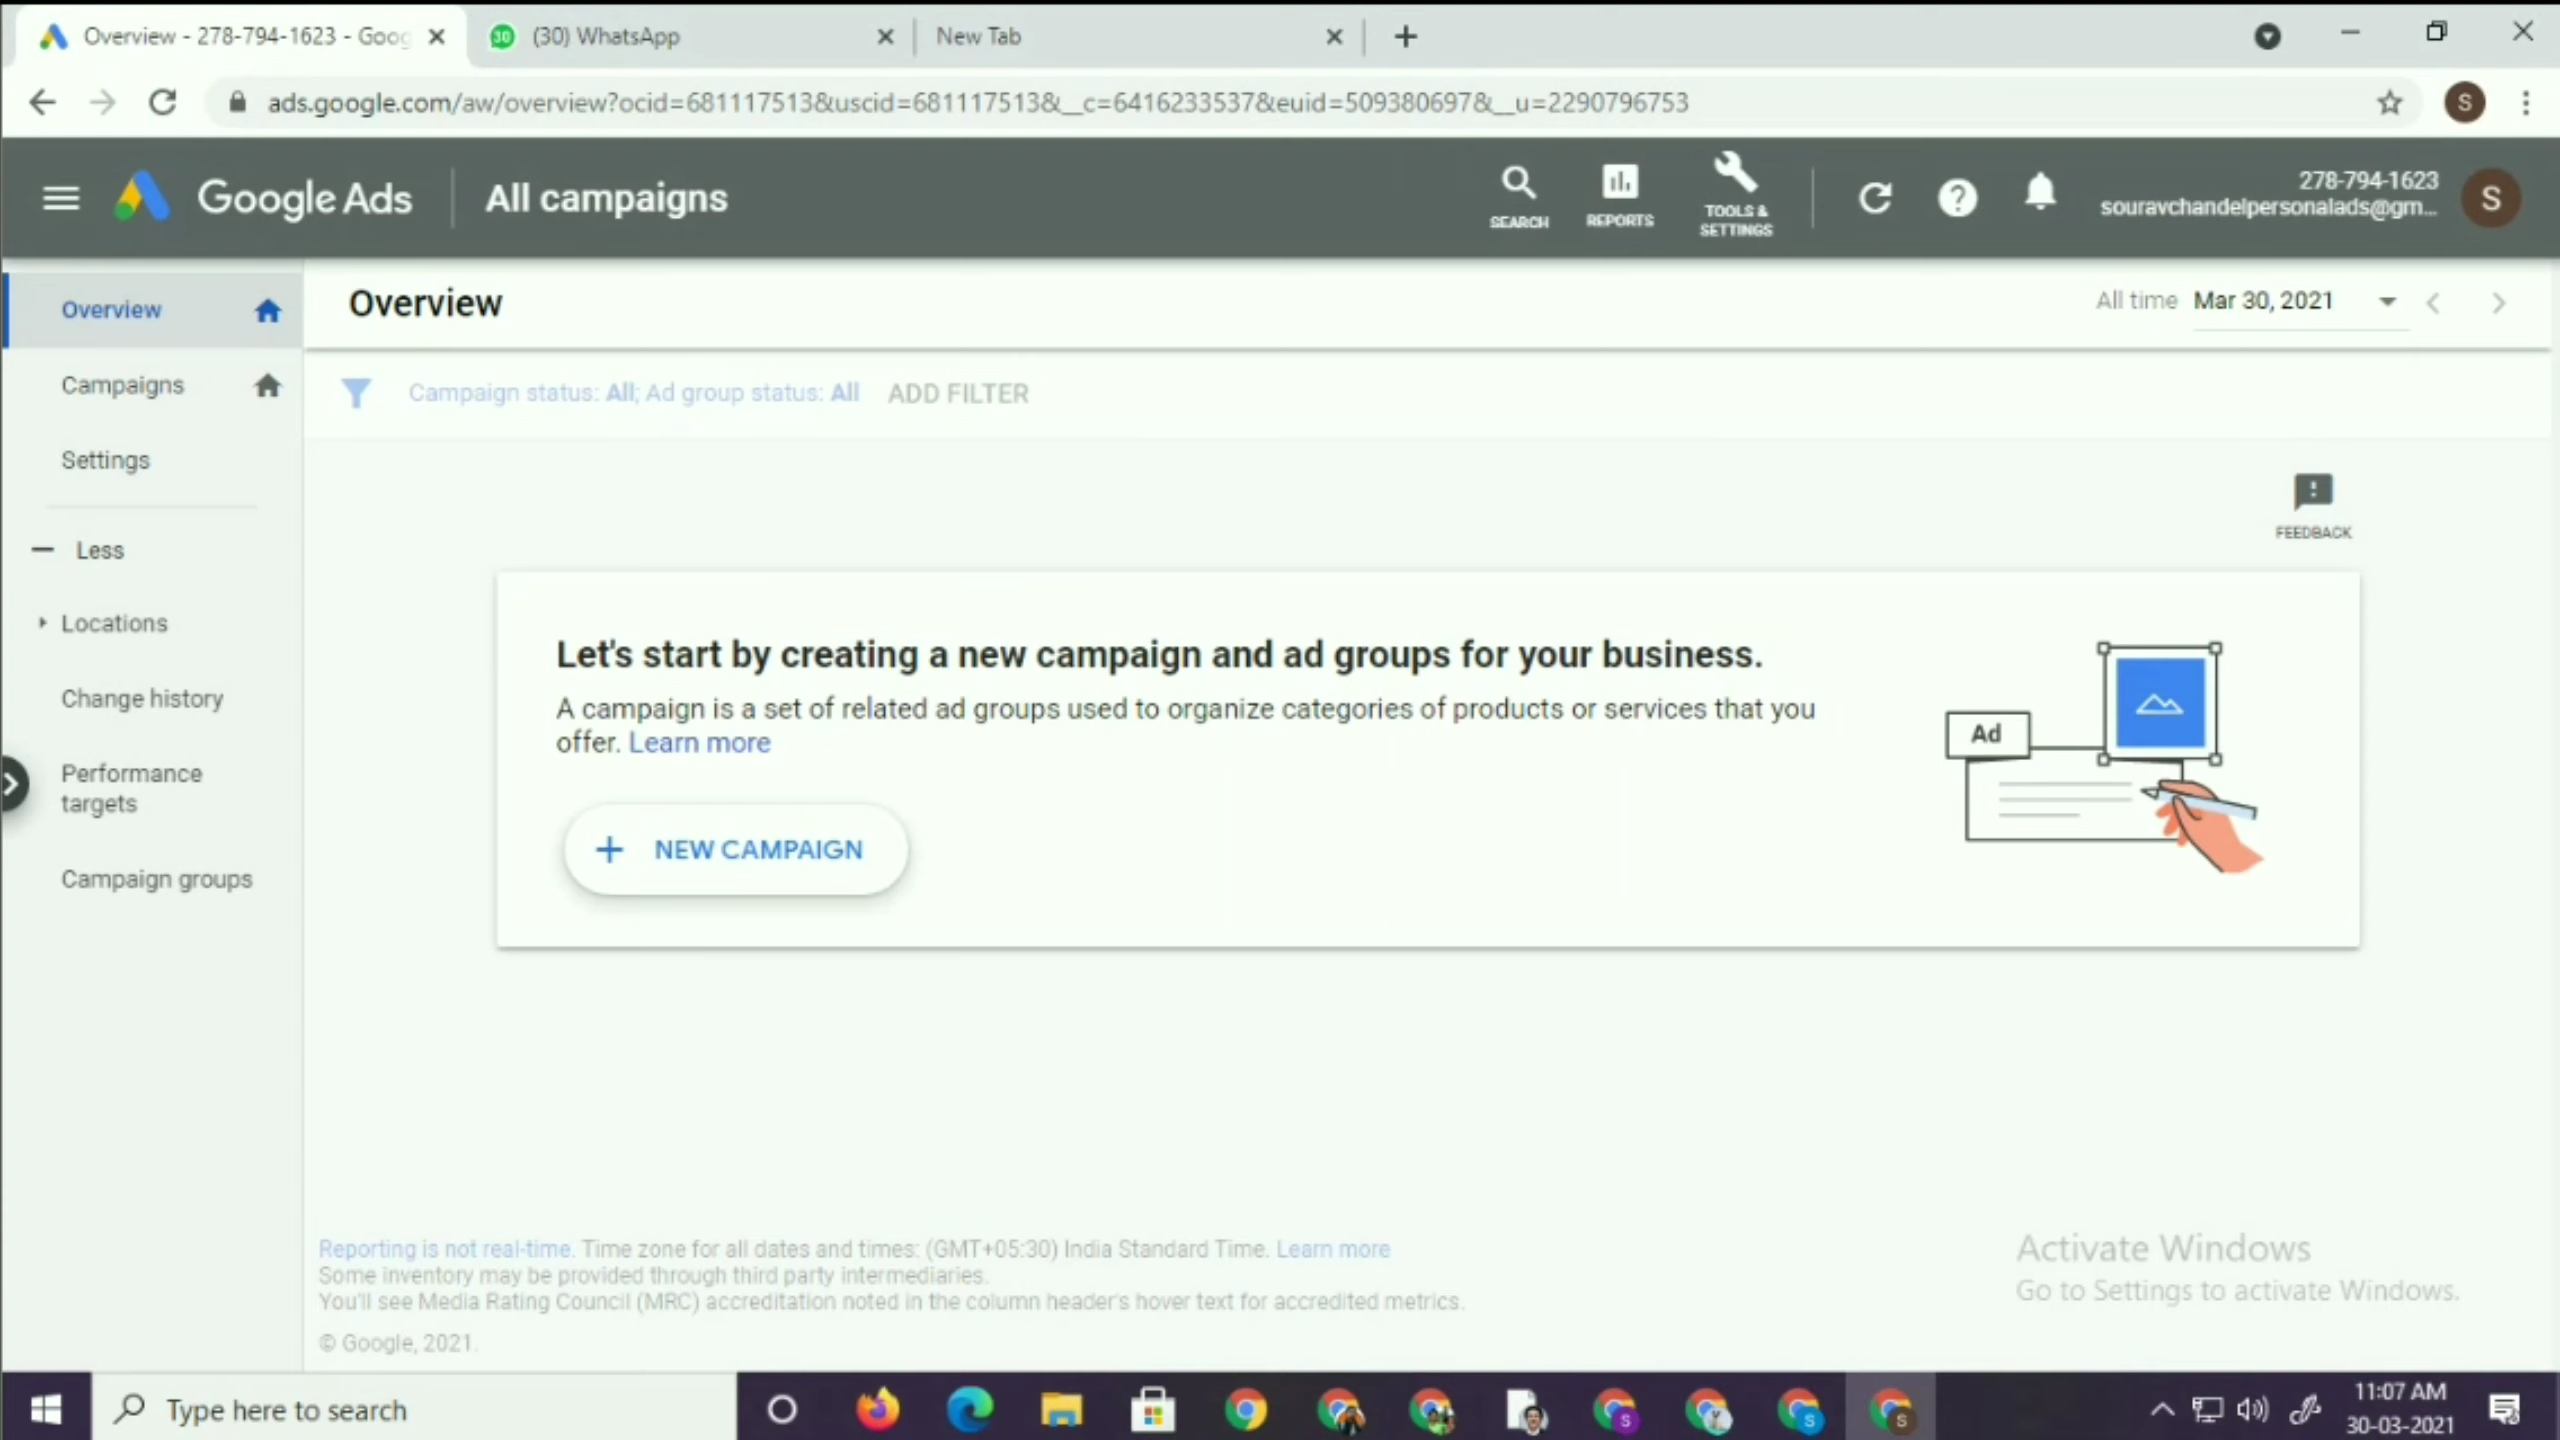 Overview - 278-794-1623 - Goog
30
(30) WhatsApp
New Tab
ads.google.com/aw/overview?ocid=681117513&uscid=681117513&__c=6416233537&euid=509380697&__u=2290796753
S
Google Ads
All campaigns
SEARCH
REPORTS
TOOLS &
SETTINGS
278-794-1623
souravchandelpersonalads@gm...
S
Overview
Campaigns
Settings
Less
Locations
Change history
Performance
targets
Campaign groups
Overview
All time Mar 30, 2021
Campaign status: All; Ad group status: All ADD FILTER
FEEDBACK
Let's start by creating a new campaign and ad groups for your business.
A campaign is a set of related ad groups used to organize categories of products or services that you
offer. Learn more
NEW CAMPAIGN
Ad
Reporting is not real-time. Time zone for all dates and times: (GMT+05:30) India Standard Time. Learn more
Some inventory may be provided through third party intermediaries.
You'll see Media Rating Council (MRC) accreditation noted in the column header's hover text for accredited metrics.
© Google, 2021.
Activate Windows
Go to Settings to activate Windows.
Type here to search
S
S
S
11:07 AM
30-03-2021